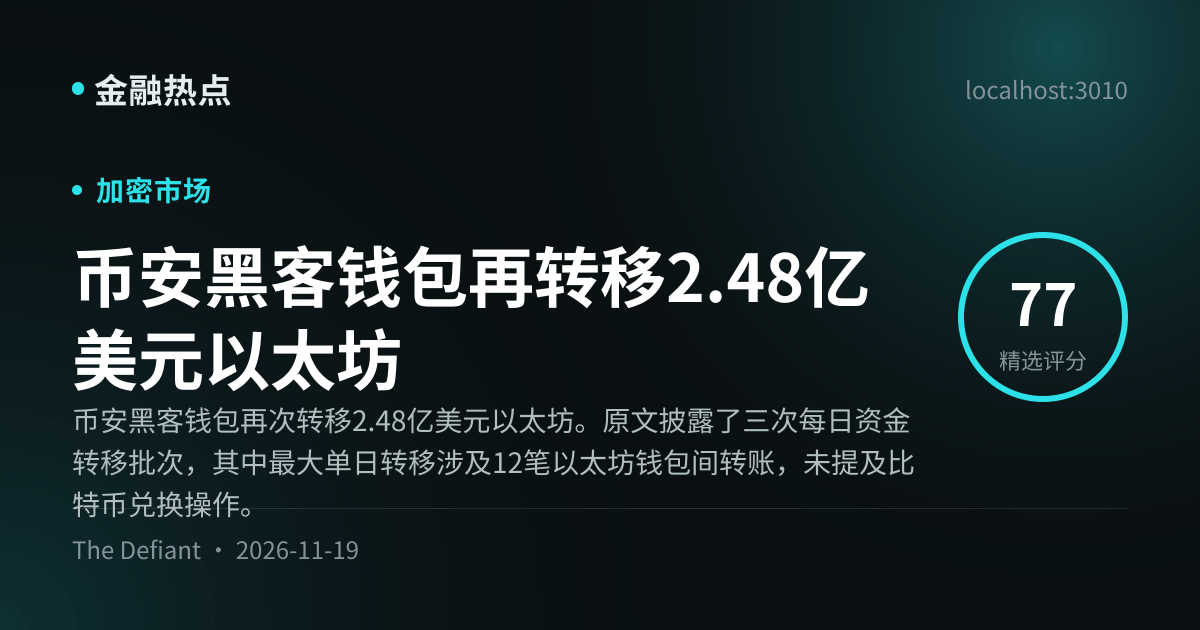 金融热点
localhost:3010
加密市场
币安黑客钱包再转移2.48亿
美元以太坊
77
精选评分
币安黑客钱包再次转移2.48亿美元以太坊。原文披露了三次每日资金
转移批次，其中最大单日转移涉及12笔以太坊钱包间转账，未提及比
特币兑换操作。
The Defiant · 2026-11-19